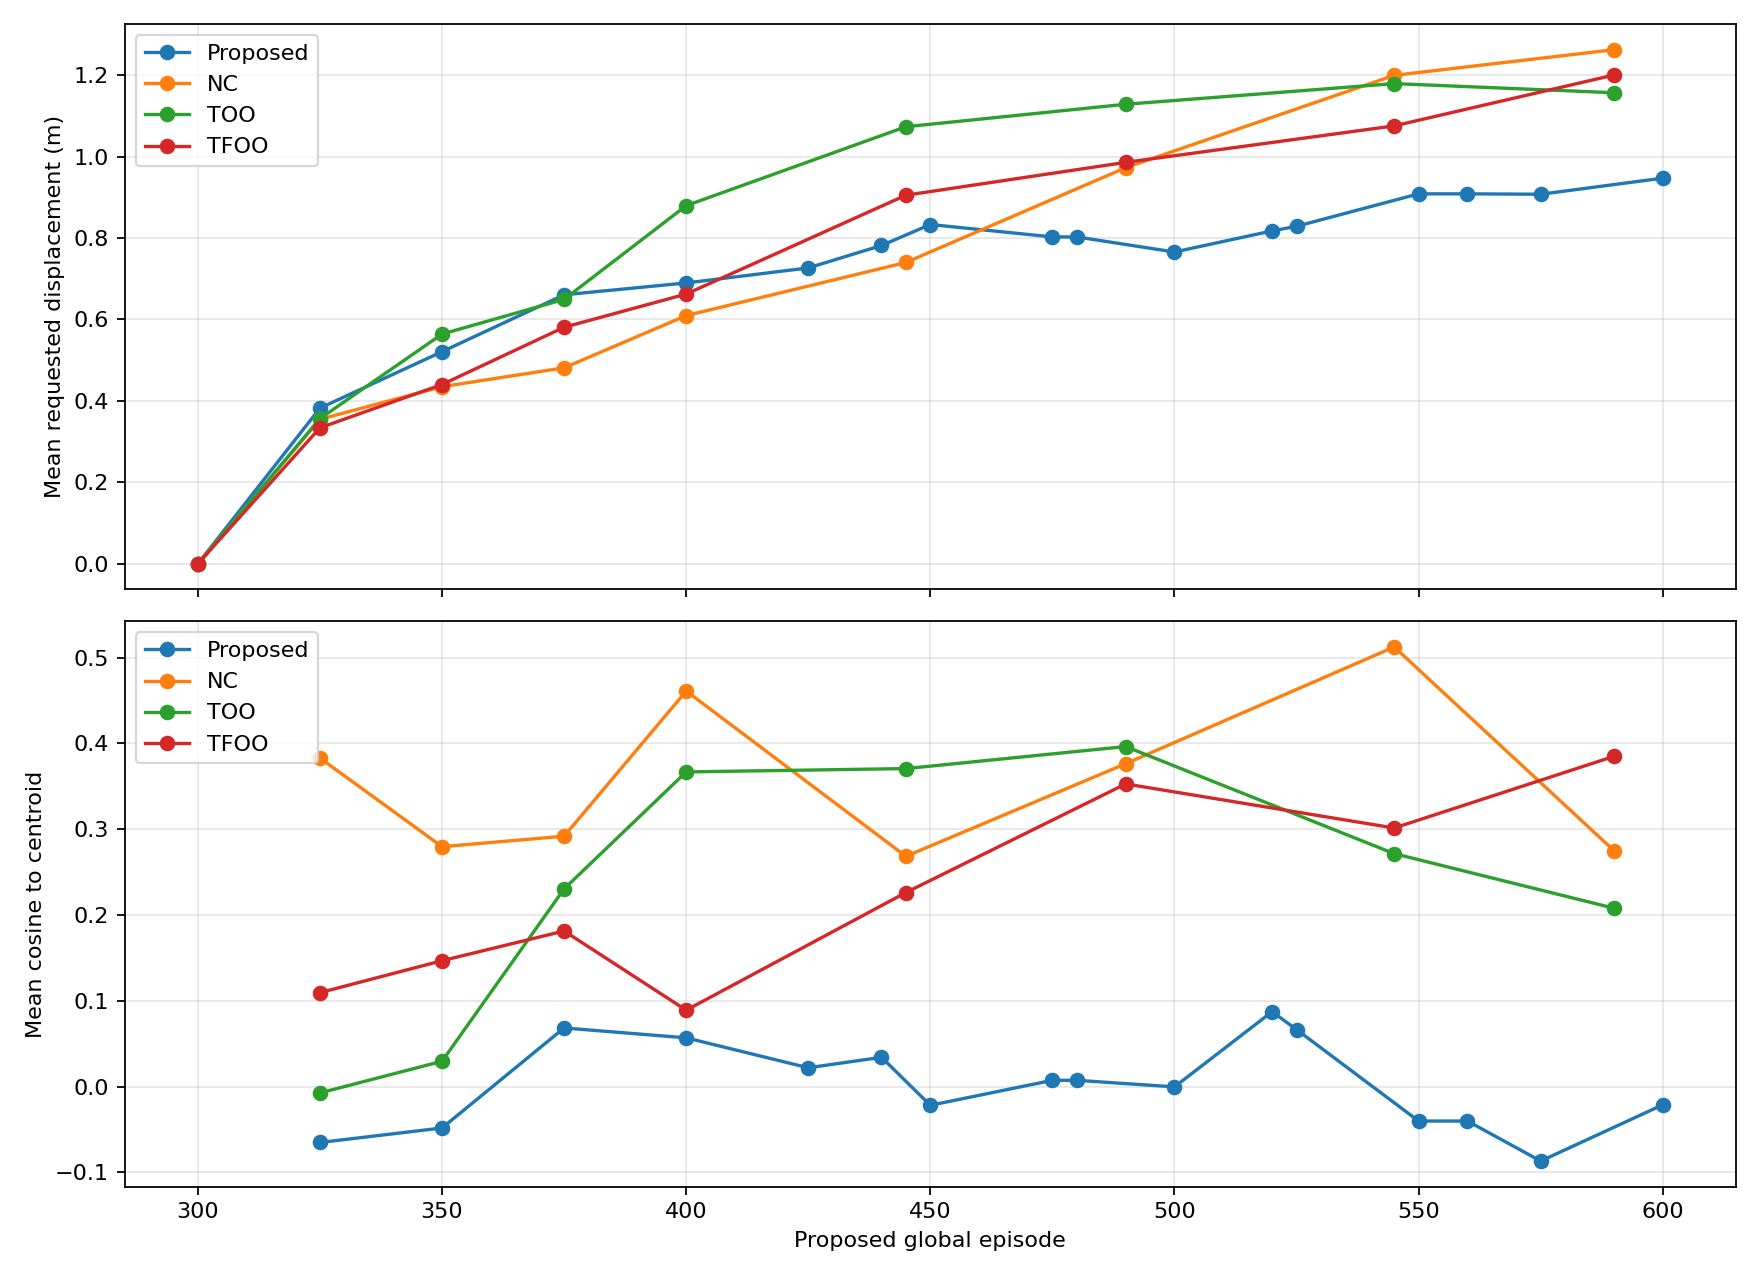 Mean requested displacement (m)
1.2
1.0
0.8
0.6
0.4
0.2
0.0
Proposed
NC
TOO
TFOO
Mean cosine to centroid
0.5
0.4
0.3
0.2
0.1
0.0
−0.1
Proposed
NC
TOO
TFOO
300 350 400 450 500 550 600
Proposed global episode